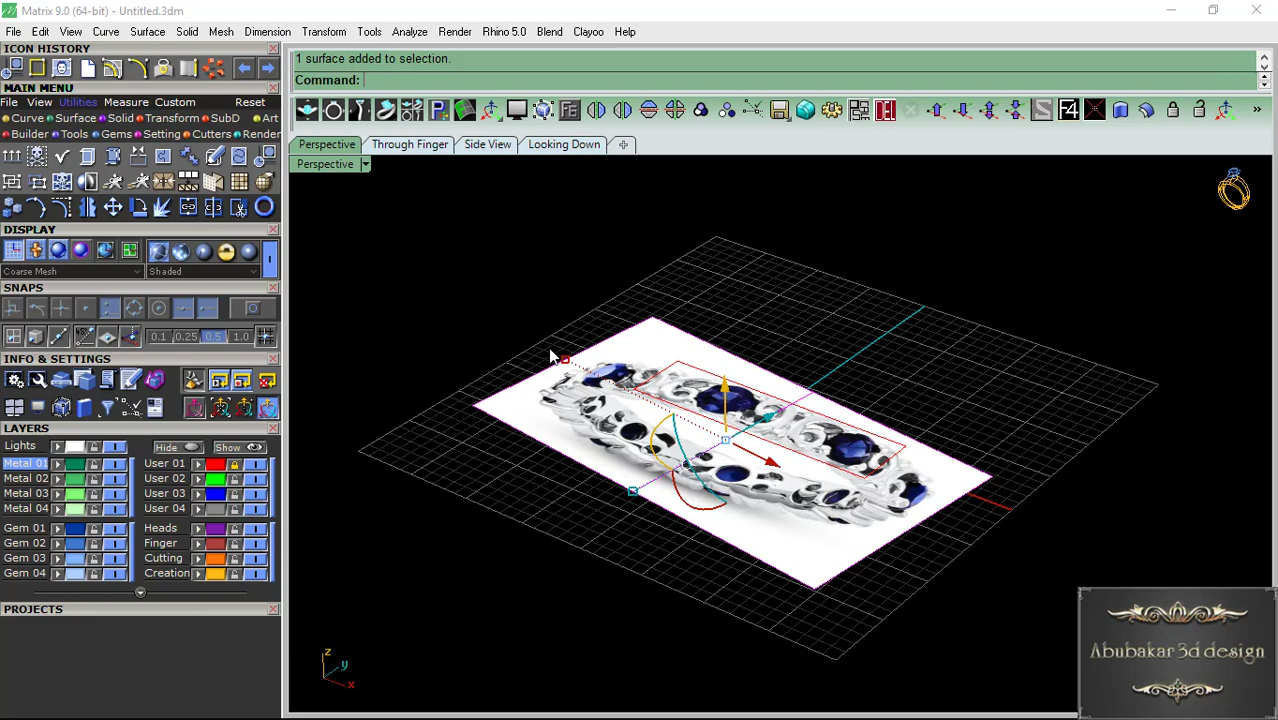 Matrix 9.0 (64-bit) - Untitled.3dm
File Edit View Curve Surface Solid Mesh Dimension Transform Tools Analyze Render Rhino 5.0 Blend Clayoo Help
ICON HISTORY
1 surface added to selection.
Command:
MAIN MENU
File View Utilities Measure Custom Reset
Curve Surface Solid Transform SubD Art
Builder Tools Gems Setting Cutters Render
F4
Perspective Through Finger Side View Looking Down
Perspective
DISPLAY
Coarse Mesh Shaded
SNAPS
0.1 0.25 0.5 1.0
INFO & SETTINGS
LAYERS
Lights Hide Show
Metal 01 User 01
Metal 02 User 02
Metal 03 User 03
Metal 04 User 04
Gem 01 Heads
Gem 02 Finger
Gem 03 Cutting
Gem 04 Creation
PROJECTS
z
y
x
Abubakar 3d design